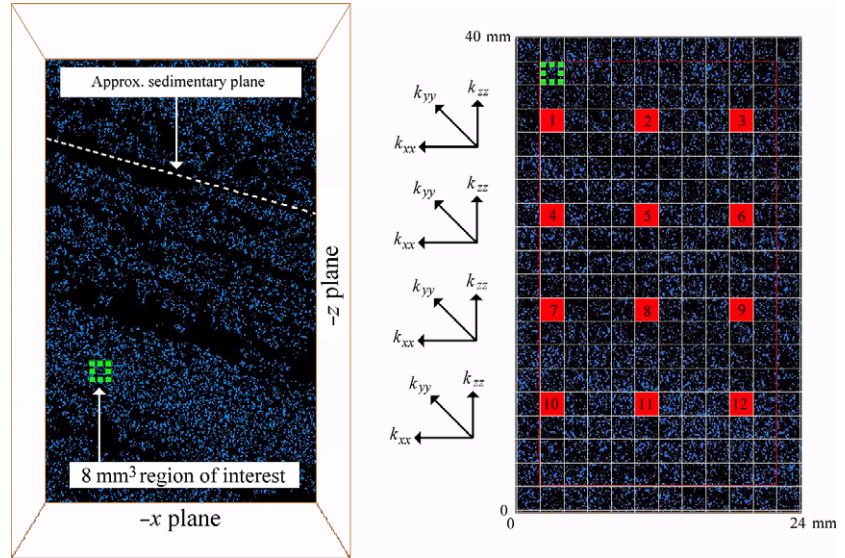 Approx. sedimentary plane
8 mm³ region of interest
–x plane
–z plane
kyy
kzz
kxx
kyy
kzz
kxx
kyy
kzz
kxx
kyy
kzz
kxx
40 mm
1 2 3
4 5 6
7 8 9
10 11 12
0
0 24 mm